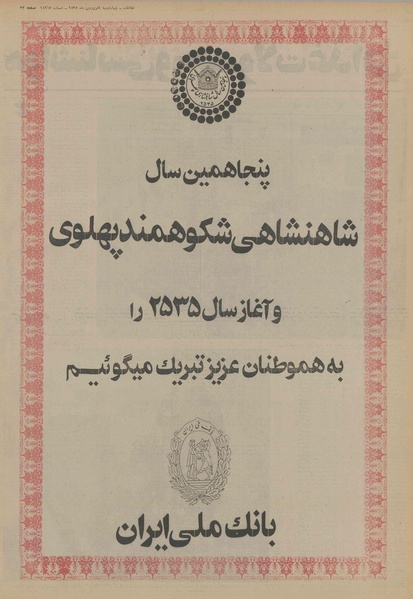 پنجاهمین سال
شاهنشاهی شکوهمند پهلوی
و آغاز سال ۲۵۳۵ را
به هموطنان عزیز تبریک میگوئیم
بانک ملی ایران